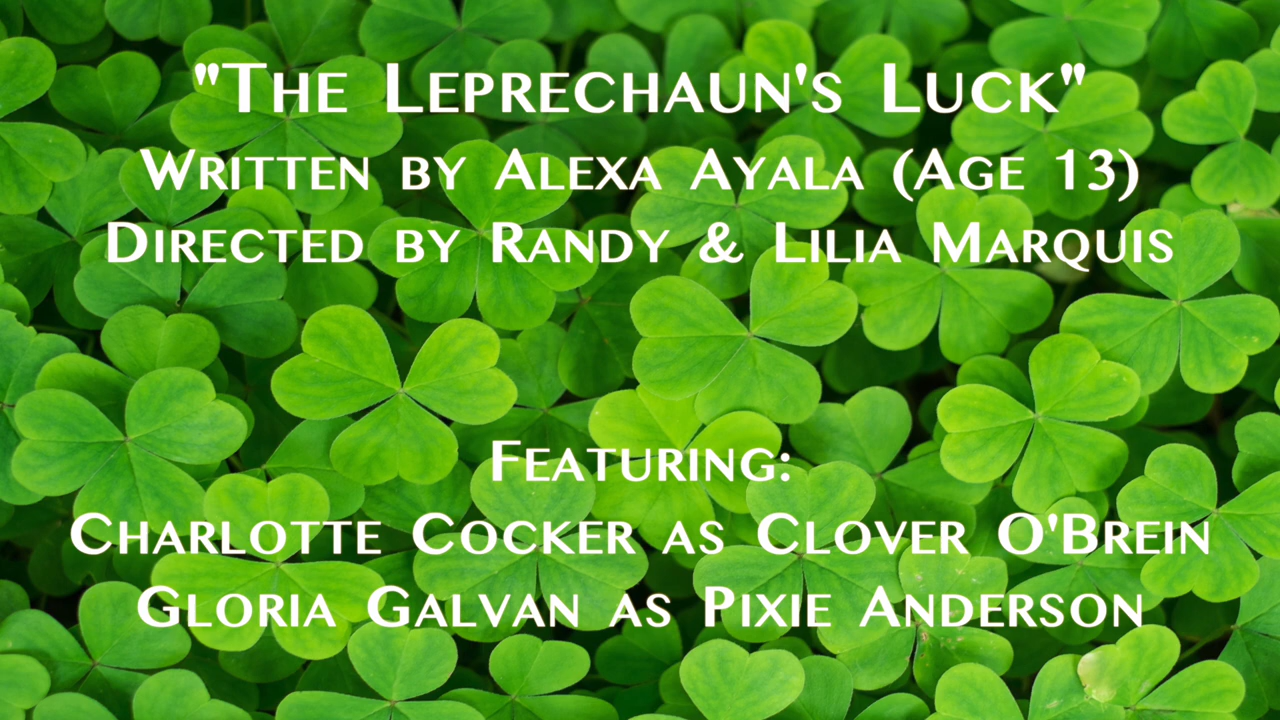 "The Leprechaun's Luck"
Written by Alexa Ayala (Age 13)
Directed by Randy & Lilia Marquis
Featuring:
Charlotte Cocker as Clover O'Brein
Gloria Galvan as Pixie Anderson